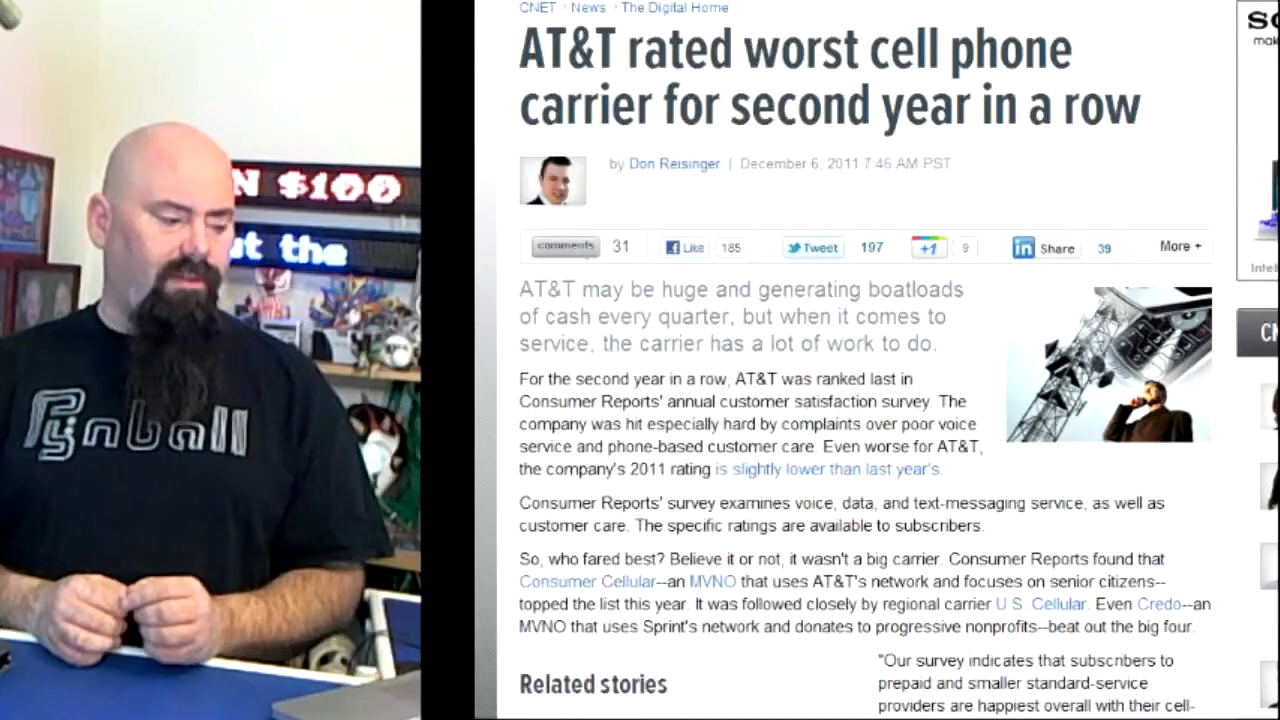 N $100
ut the
Pinball
CNET News The Digital Home
AT&T rated worst cell phone
carrier for second year in a row
by Don Reisinger | December 6, 2011 7:46 AM PST
comments 31 Like 185 Tweet 197 +1 9 in Share 39 More +
AT&T may be huge and generating boatloads
of cash every quarter, but when it comes to
service, the carrier has a lot of work to do.
For the second year in a row, AT&T was ranked last in
Consumer Reports' annual customer satisfaction survey. The
company was hit especially hard by complaints over poor voice
service and phone-based customer care. Even worse for AT&T,
the company's 2011 rating is slightly lower than last year's.
Consumer Reports' survey examines voice, data, and text-messaging service, as well as
customer care. The specific ratings are available to subscribers.
So, who fared best? Believe it or not, it wasn't a big carrier. Consumer Reports found that
Consumer Cellular--an MVNO that uses AT&T's network and focuses on senior citizens--
topped the list this year. It was followed closely by regional carrier U.S. Cellular. Even Credo--an
MVNO that uses Sprint's network and donates to progressive nonprofits--beat out the big four.
Related stories
"Our survey indicates that subscribers to
prepaid and smaller standard-service
providers are happiest overall with their cell-
SO
mak
Intel